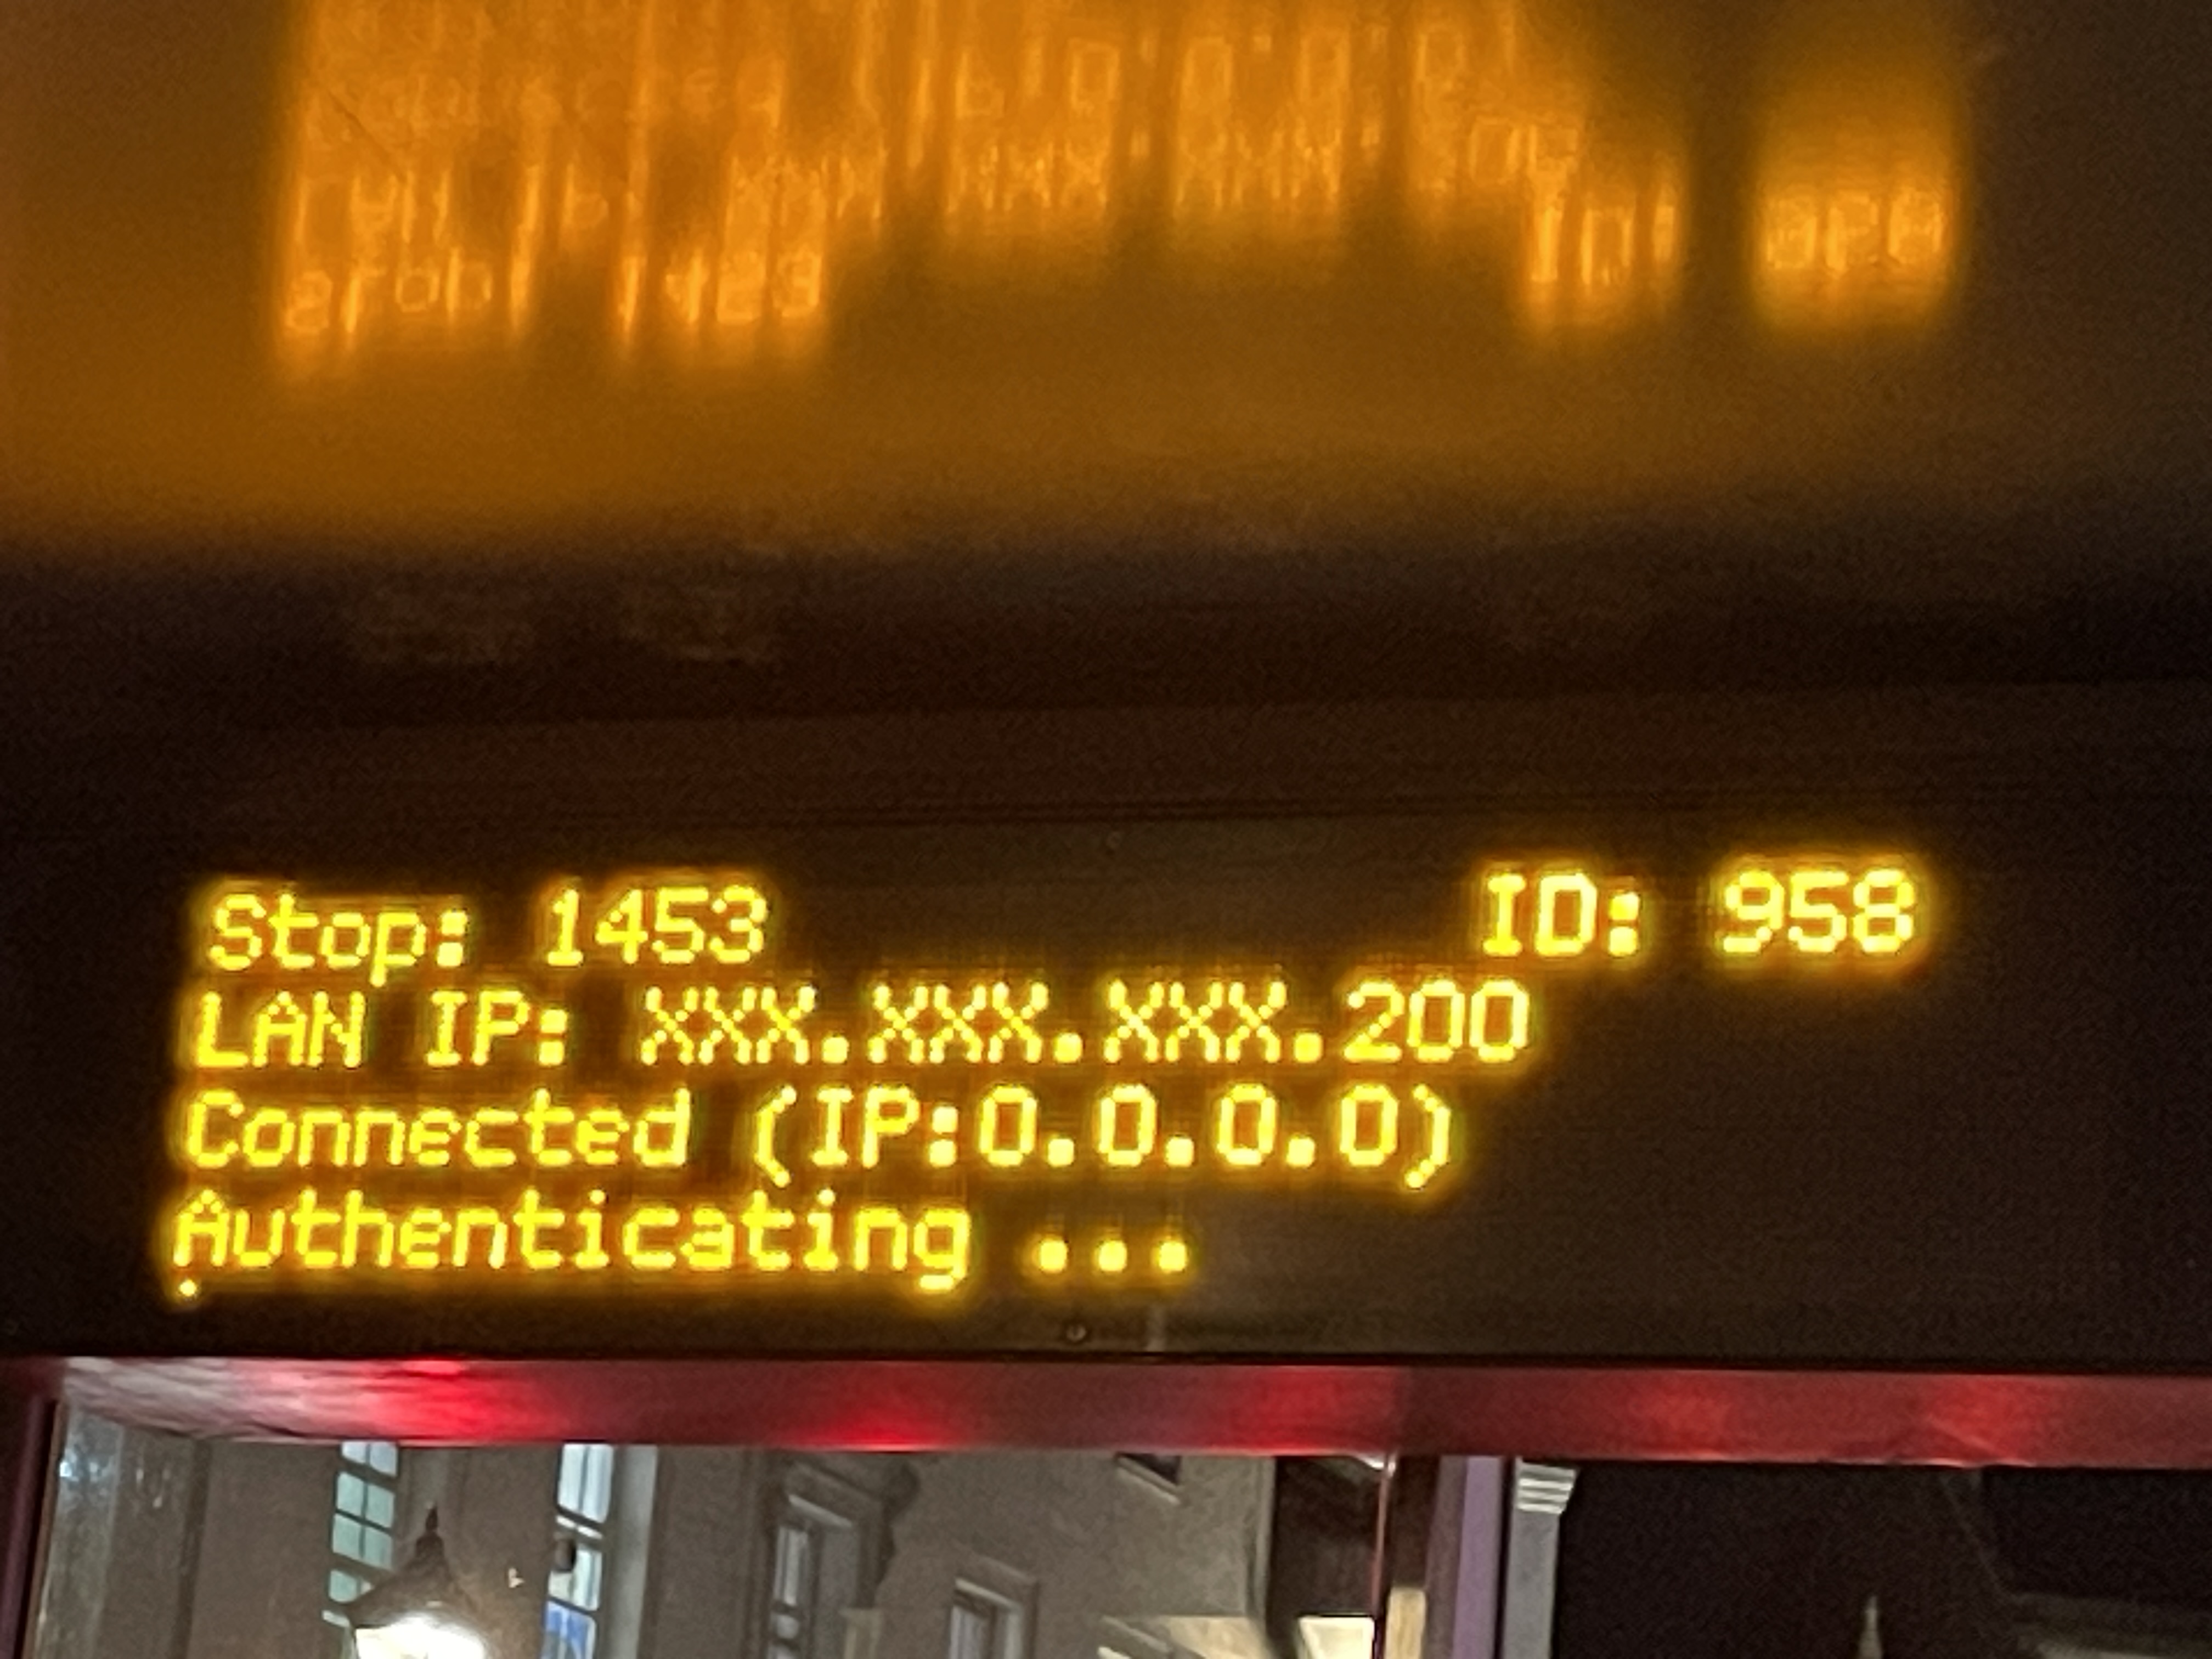 Stop: 1453 ID: 958
LAN IP: XXX.XXX.XXX.200
Connected (IP:0.0.0.0)
Authenticating ...